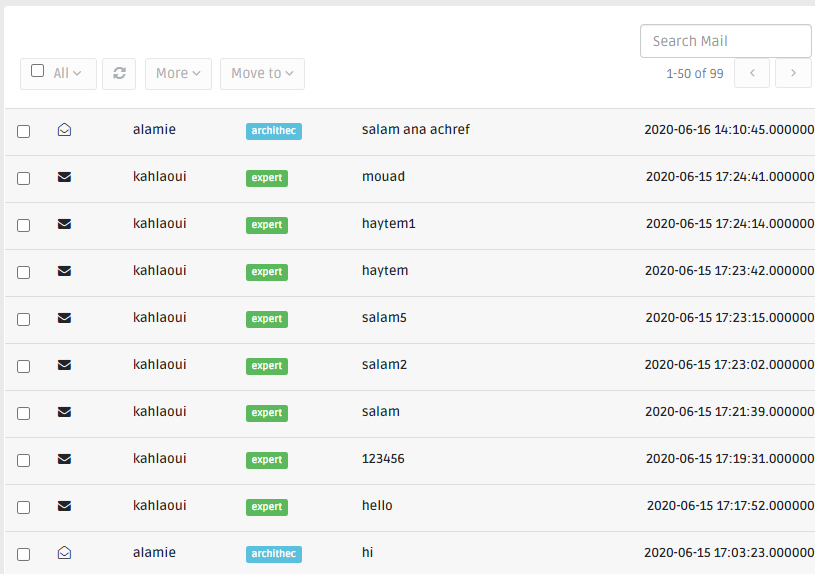 Search Mail
All More Move to 1-50 of 99
alamie archithec salam ana achref 2020-06-16 14:10:45.000000
kahlaoui expert mouad 2020-06-15 17:24:41.000000
kahlaoui expert haytem1 2020-06-15 17:24:14.000000
kahlaoui expert haytem 2020-06-15 17:23:42.000000
kahlaoui expert salam5 2020-06-15 17:23:15.000000
kahlaoui expert salam2 2020-06-15 17:23:02.000000
kahlaoui expert salam 2020-06-15 17:21:39.000000
kahlaoui expert 123456 2020-06-15 17:19:31.000000
kahlaoui expert hello 2020-06-15 17:17:52.000000
alamie archithec hi 2020-06-15 17:03:23.000000